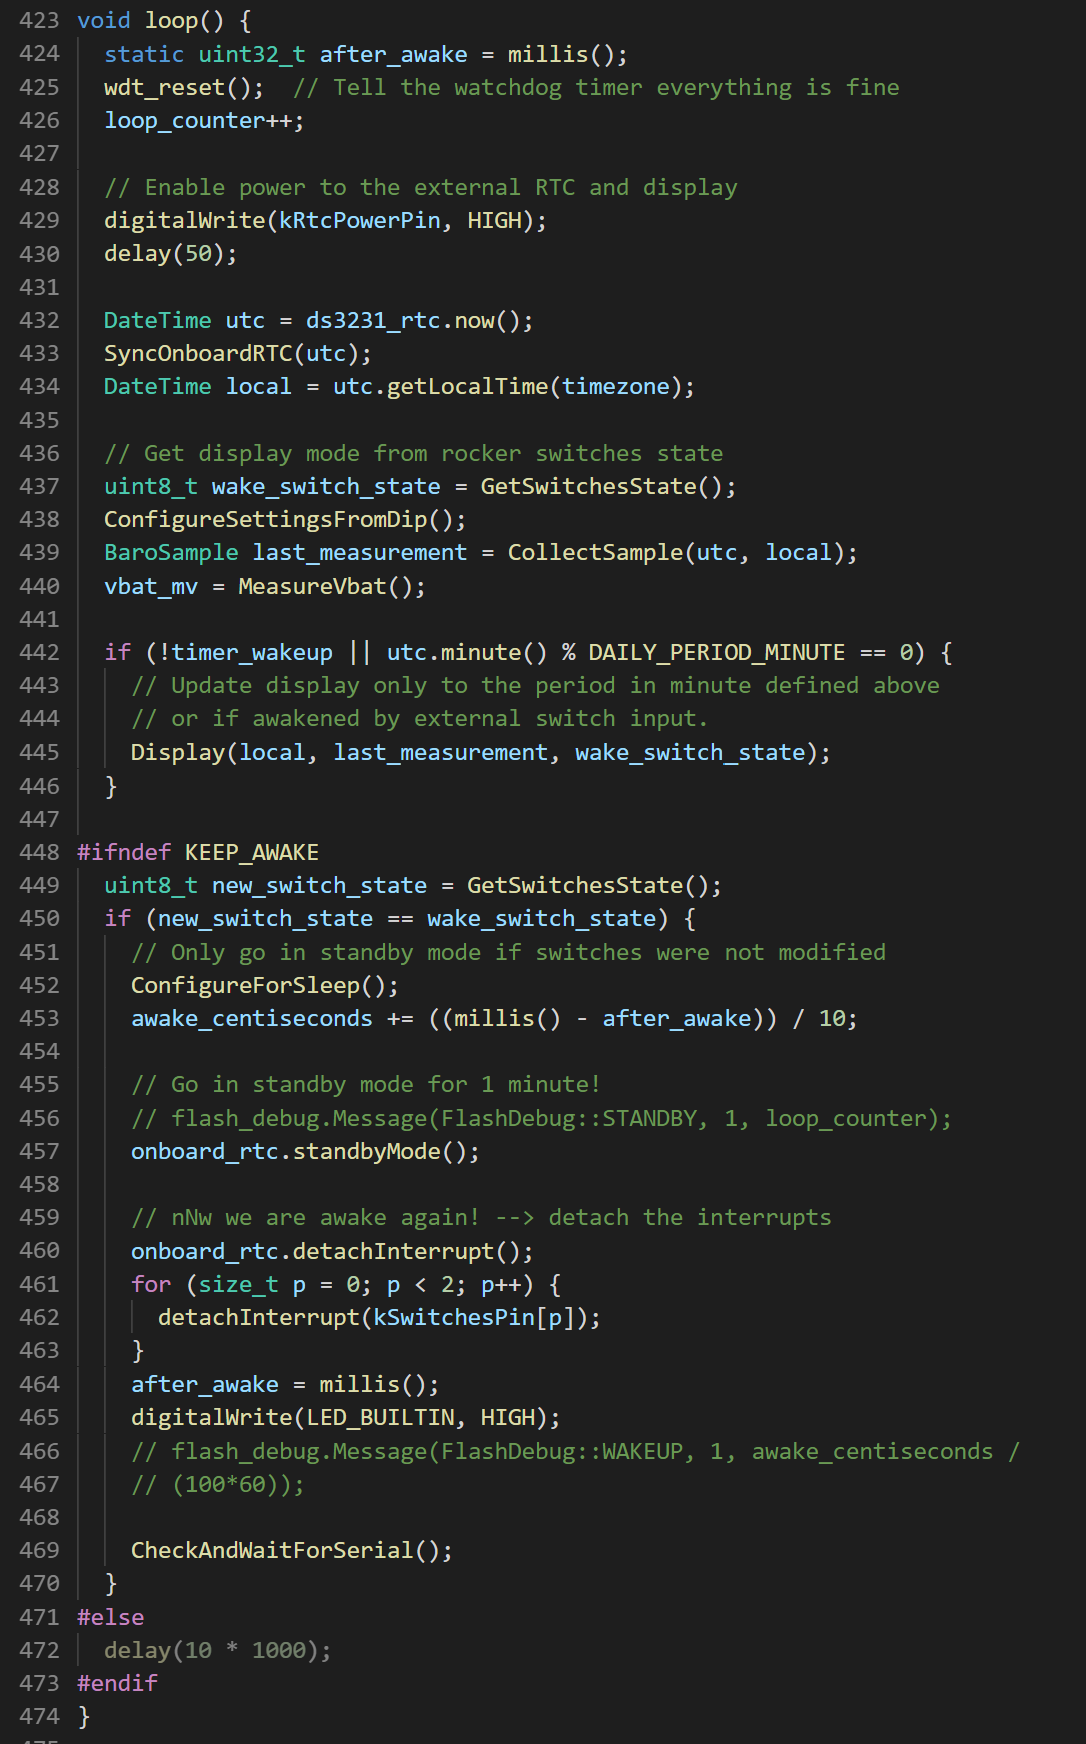 423 void loop() {
424   static uint32_t after_awake = millis();
425   wdt_reset();  // Tell the watchdog timer everything is fine
426   loop_counter++;
427
428   // Enable power to the external RTC and display
429   digitalWrite(kRtcPowerPin, HIGH);
430   delay(50);
431
432   DateTime utc = ds3231_rtc.now();
433   SyncOnboardRTC(utc);
434   DateTime local = utc.getLocalTime(timezone);
435
436   // Get display mode from rocker switches state
437   uint8_t wake_switch_state = GetSwitchesState();
438   ConfigureSettingsFromDip();
439   BaroSample last_measurement = CollectSample(utc, local);
440   vbat_mv = MeasureVbat();
441
442   if (!timer_wakeup || utc.minute() % DAILY_PERIOD_MINUTE == 0) {
443     // Update display only to the period in minute defined above
444     // or if awakened by external switch input.
445     Display(local, last_measurement, wake_switch_state);
446   }
447
448 #ifndef KEEP_AWAKE
449   uint8_t new_switch_state = GetSwitchesState();
450   if (new_switch_state == wake_switch_state) {
451     // Only go in standby mode if switches were not modified
452     ConfigureForSleep();
453     awake_centiseconds += ((millis() - after_awake)) / 10;
454
455     // Go in standby mode for 1 minute!
456     // flash_debug.Message(FlashDebug::STANDBY, 1, loop_counter);
457     onboard_rtc.standbyMode();
458
459     // nNw we are awake again! --> detach the interrupts
460     onboard_rtc.detachInterrupt();
461     for (size_t p = 0; p < 2; p++) {
462       detachInterrupt(kSwitchesPin[p]);
463     }
464     after_awake = millis();
465     digitalWrite(LED_BUILTIN, HIGH);
466     // flash_debug.Message(FlashDebug::WAKEUP, 1, awake_centiseconds /
467     // (100*60));
468
469     CheckAndWaitForSerial();
470   }
471 #else
472   delay(10 * 1000);
473 #endif
474 }